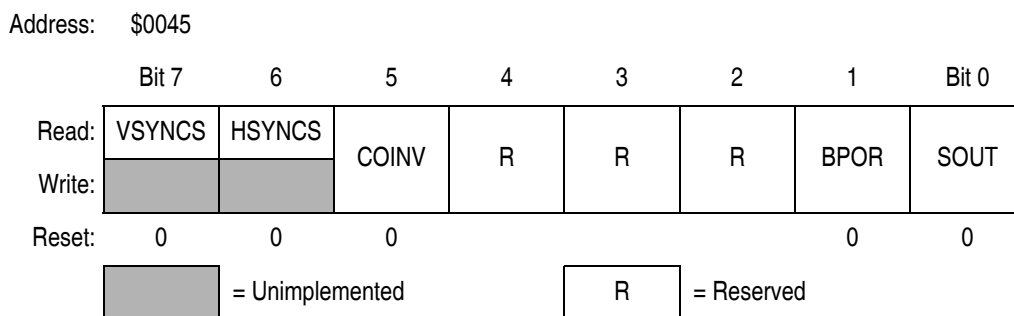 Address: $0045
Bit 7 6 5 4 3 2 1 Bit 0
Read: VSYNCS HSYNCS COINV R R R BPOR SOUT
Write:
Reset: 0 0 0 0 0
= Unimplemented R = Reserved